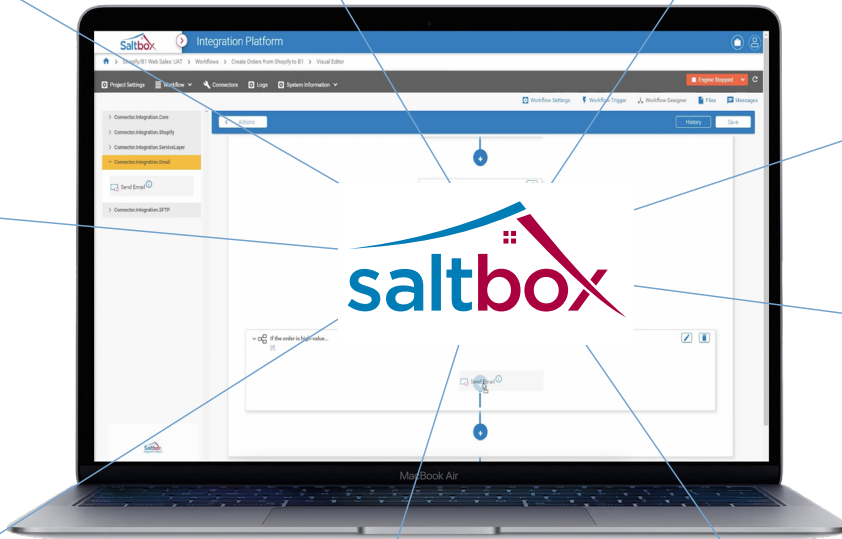 Saltbox
Integration Platform
Shopify/B1 Web Sales: UAT > Workflows > Create Orders from Shopify to B1 > Visual Editor
Project Settings Workflow Connectors Logs System Information
Engine Stopped
Workflow Settings Workflow Trigger Workflow Designer Files Messages
Connector.Integration.Core
Connector.Integration.Shopify
Connector.Integration.ServiceLayer
Connector.Integration.Email
Send Email
Connector.Integration.SFTP
Actions
History
Save
saltbox
If the order is high-value...
If
Send Email
Saltbox
MacBook Air